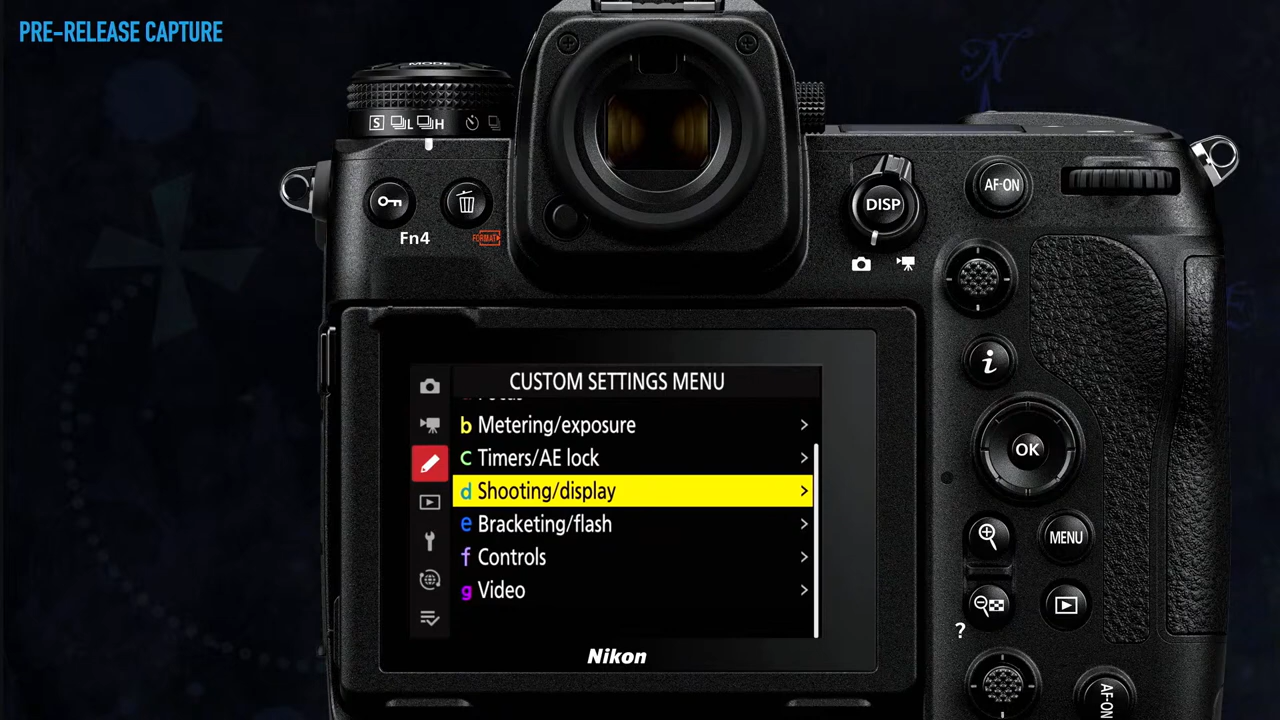 PRE-RELEASE CAPTURE
MODE
S L H
Fn4
FORMAT
DISP
AF-ON
i
CUSTOM SETTINGS MENU
a Focus
b Metering/exposure >
c Timers/AE lock >
d Shooting/display >
e Bracketing/flash >
f Controls >
g Video >
OK
MENU
?
Nikon
AF-ON
N